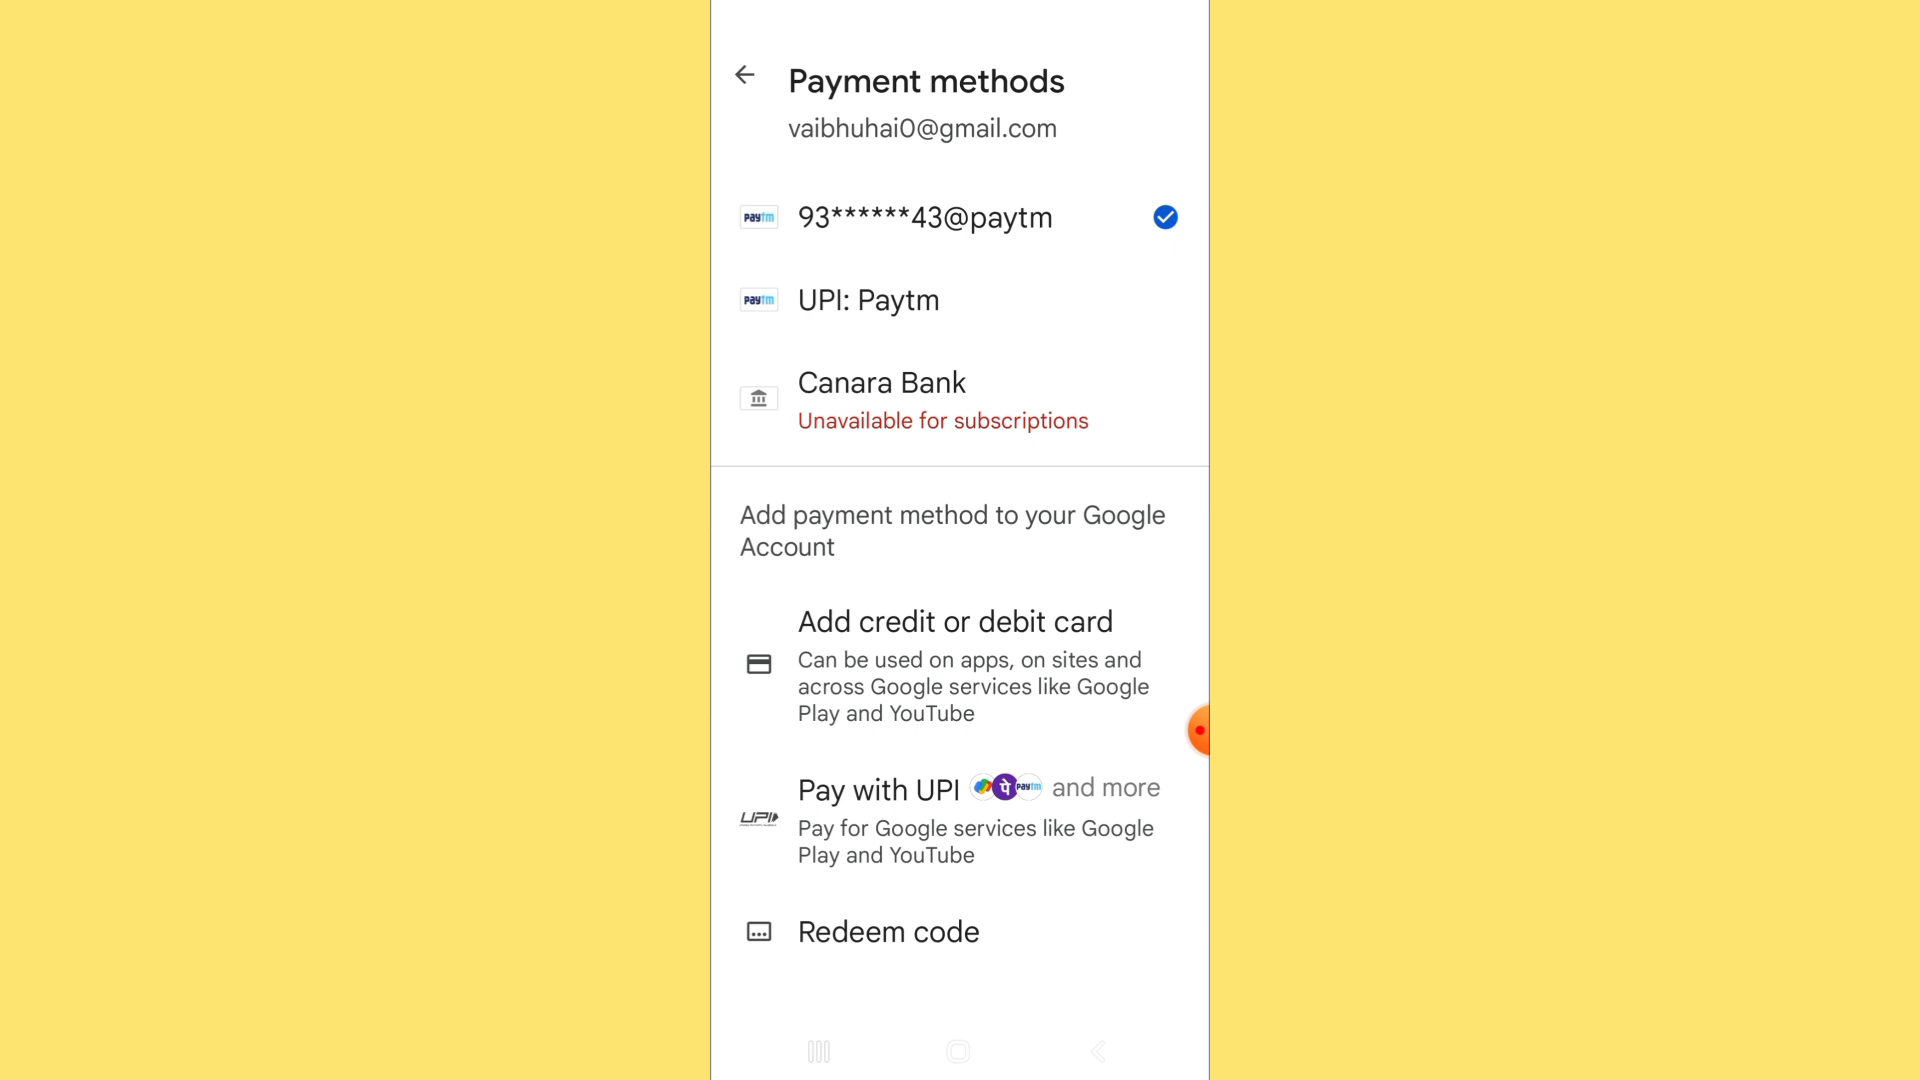 Payment methods
vaibhuhai0@gmail.com
paytm 93******43@paytm
paytm UPI: Paytm
Canara Bank
Unavailable for subscriptions
Add payment method to your Google
Account
Add credit or debit card
Can be used on apps, on sites and
across Google services like Google
Play and YouTube
Pay with UPI पे paytm and more
UPI
Pay for Google services like Google
Play and YouTube
Redeem code